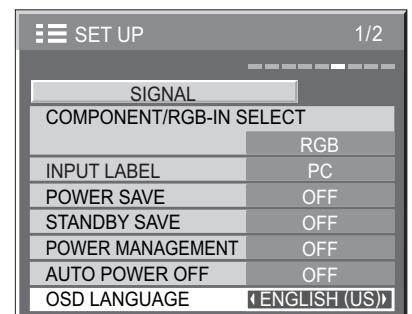 SET UP 1/2
SIGNAL
COMPONENT/RGB-IN SELECT
RGB
INPUT LABEL PC
POWER SAVE OFF
STANDBY SAVE OFF
POWER MANAGEMENT OFF
AUTO POWER OFF OFF
OSD LANGUAGE ENGLISH (US)